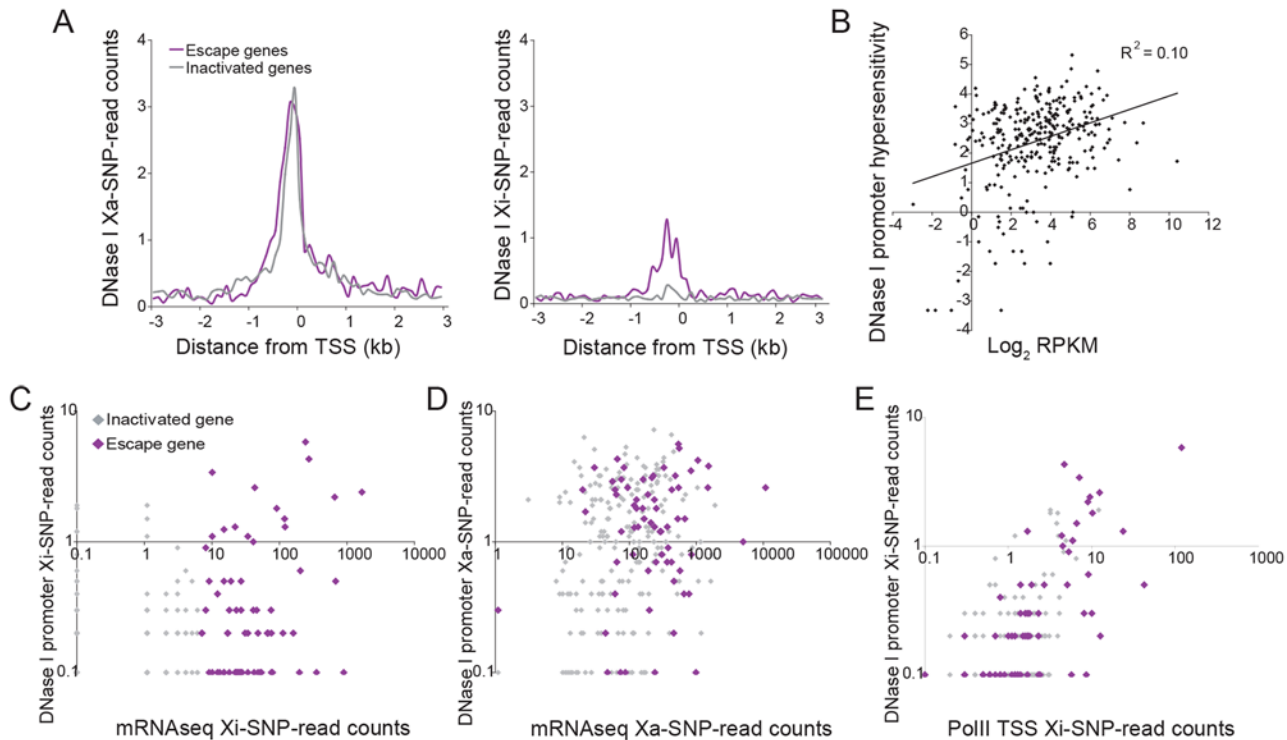 A
DNase I Xa-SNP-read counts
4
3
2
1
0
Escape genes
Inactivated genes
-3 -2 -1 0 1 2 3
Distance from TSS (kb)
DNase I Xi-SNP-read counts
4
3
2
1
0
-3 -2 -1 0 1 2 3
Distance from TSS (kb)
B
DNase I promoter hypersensitivity
6
5
4
3
2
1
0
-1
-2
-3
-4
R² = 0.10
-4 -2 0 2 4 6 8 10 12
Log₂ RPKM
C
DNase I promoter Xi-SNP-read counts
10
1
0.1
Inactivated gene
Escape gene
0.1 1 10 100 1000 10000
mRNAseq Xi-SNP-read counts
D
DNase I promoter Xa-SNP-read counts
10
1
0.1
1 10 100 1000 10000 100000
mRNAseq Xa-SNP-read counts
E
DNase I promoter Xi-SNP-read counts
10
1
0.1
0.1 1 10 100 1000
PolII TSS Xi-SNP-read counts